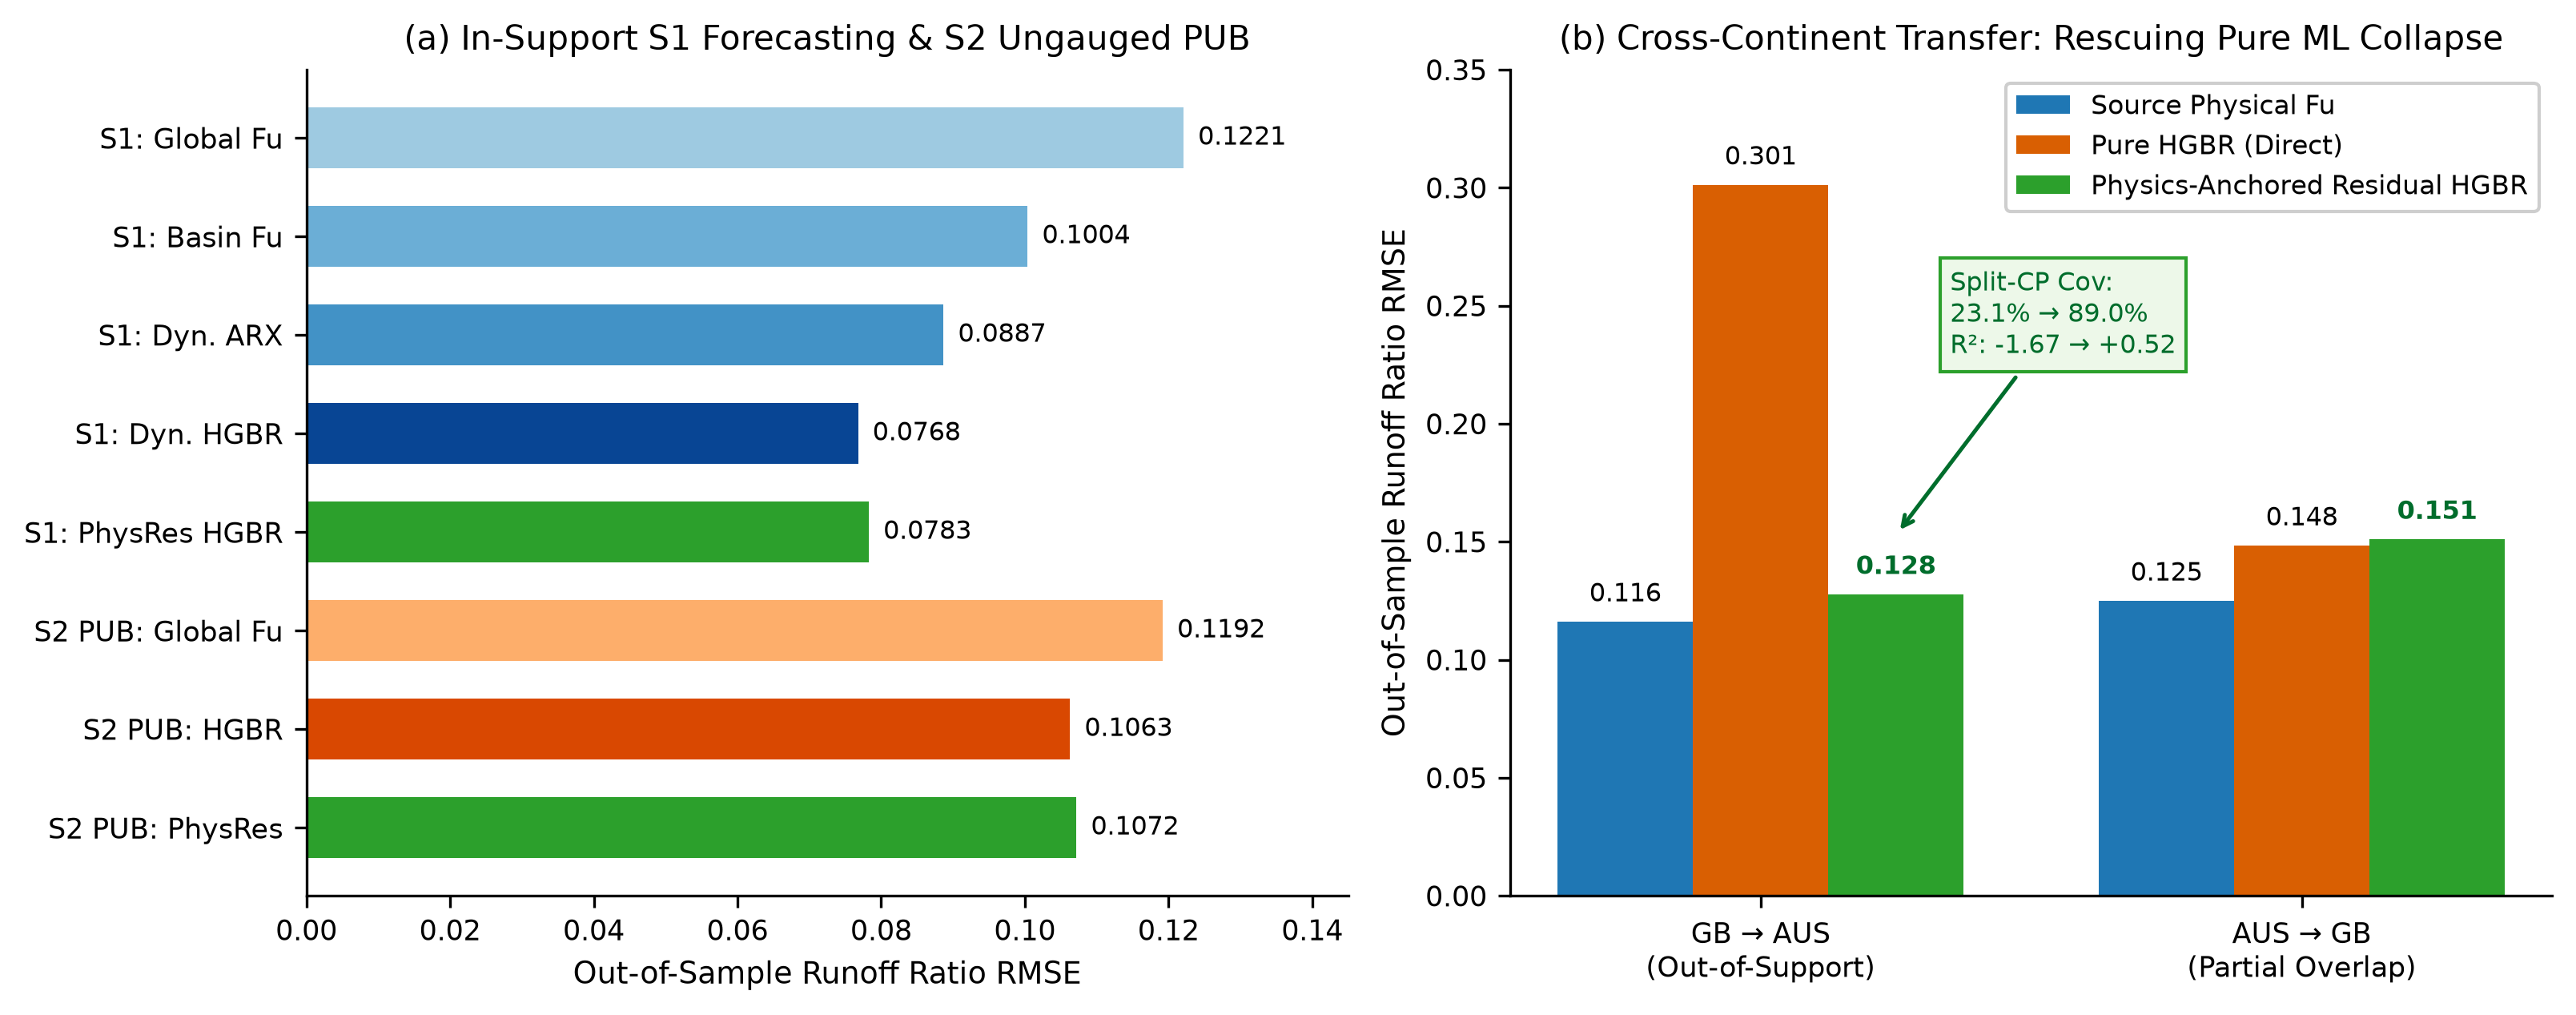 (a) In-Support S1 Forecasting & S2 Ungauged PUB
S1: Global Fu
0.1221
S1: Basin Fu
0.1004
S1: Dyn. ARX
0.0887
S1: Dyn. HGBR
0.0768
S1: PhysRes HGBR
0.0783
S2 PUB: Global Fu
0.1192
S2 PUB: HGBR
0.1063
S2 PUB: PhysRes
0.1072
0.00 0.02 0.04 0.06 0.08 0.10 0.12 0.14
Out-of-Sample Runoff Ratio RMSE
(b) Cross-Continent Transfer: Rescuing Pure ML Collapse
Out-of-Sample Runoff Ratio RMSE
0.35
0.30
0.25
0.20
0.15
0.10
0.05
0.00
Source Physical Fu
Pure HGBR (Direct)
Physics-Anchored Residual HGBR
Split-CP Cov:
23.1% → 89.0%
R²: -1.67 → +0.52
0.116
0.301
0.128
0.125
0.148
0.151
GB → AUS
(Out-of-Support)
AUS → GB
(Partial Overlap)